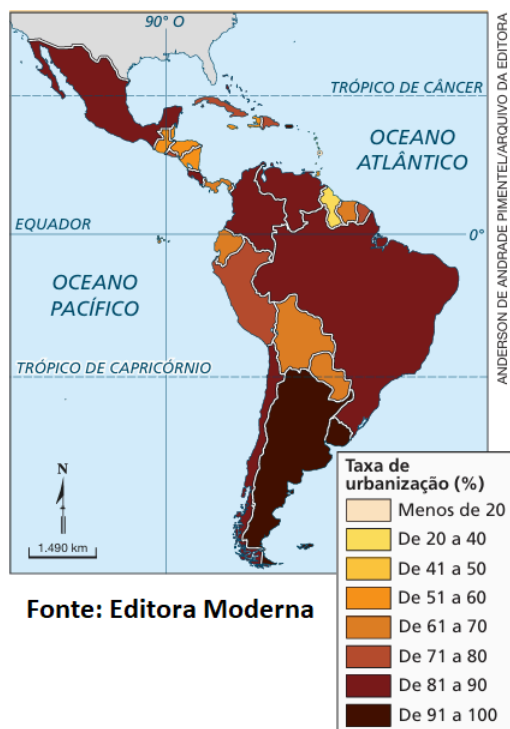 90° O
TRÓPICO DE CÂNCER
OCEANO
ATLÂNTICO
EQUADOR
0°
OCEANO
PACÍFICO
TRÓPICO DE CAPRICÓRNIO
N
1.490 km
ANDERSON DE ANDRADE PIMENTEL/ARQUIVO DA EDITORA
Taxa de
urbanização (%)
Menos de 20
De 20 a 40
De 41 a 50
De 51 a 60
De 61 a 70
De 71 a 80
De 81 a 90
De 91 a 100
Fonte: Editora Moderna